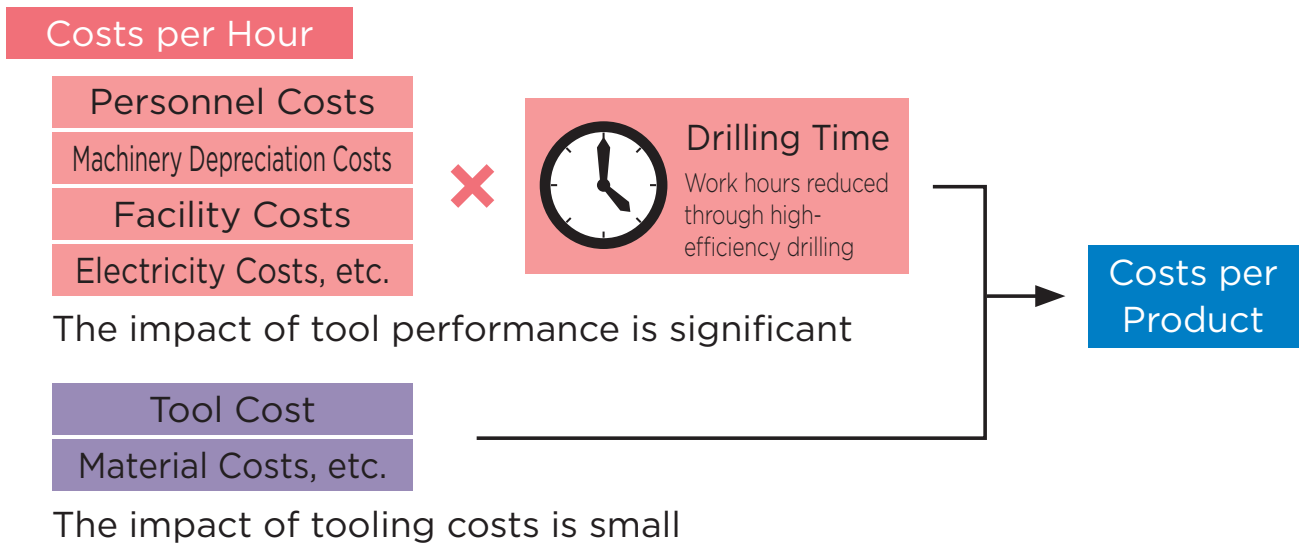 Costs per Hour
Personnel Costs
Machinery Depreciation Costs
Facility Costs
Electricity Costs, etc.
×
Drilling Time
Work hours reduced
through high-
efficiency drilling
The impact of tool performance is significant
Tool Cost
Material Costs, etc.
The impact of tooling costs is small
Costs per
Product